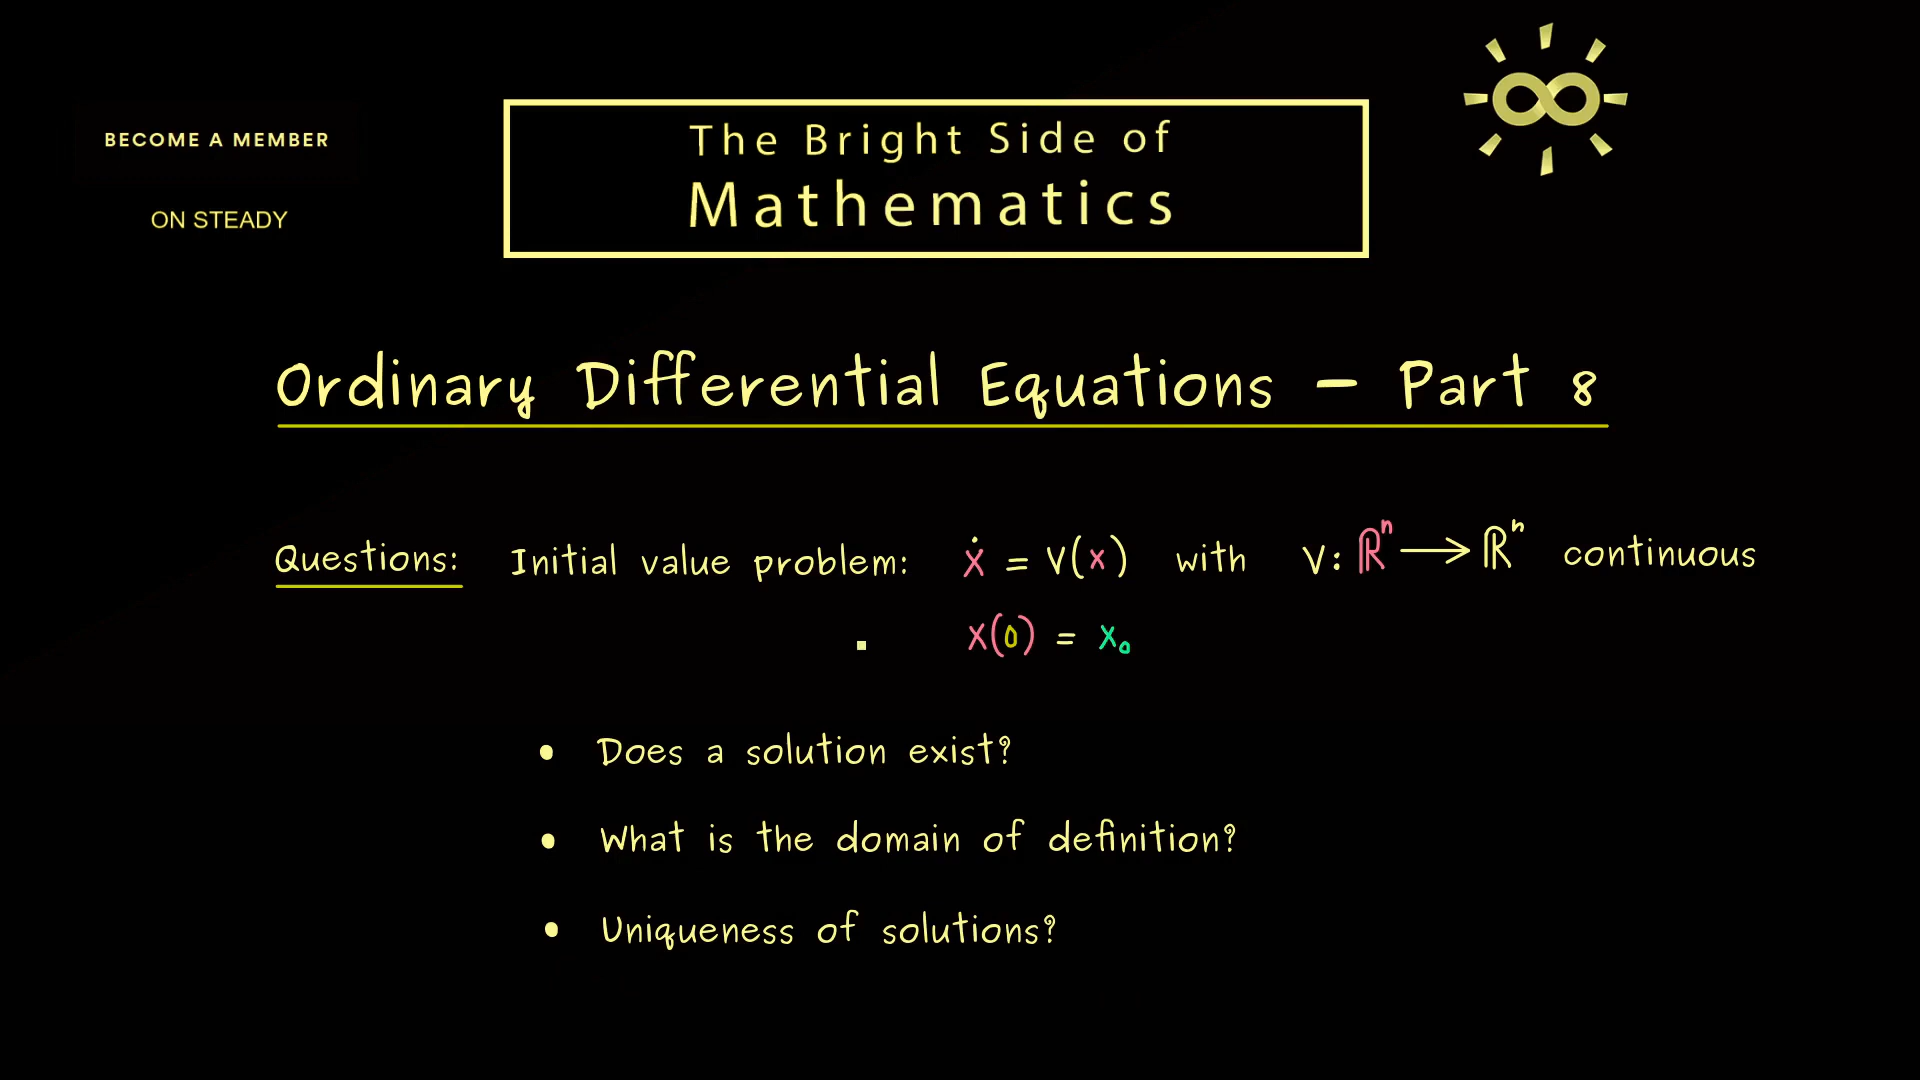 BECOME A MEMBER
ON STEADY
The Bright Side of
Mathematics
Ordinary Differential Equations – Part 8
Questions: Initial value problem: ẋ = v(x) with v: ℝⁿ ⟶ ℝⁿ continuous
x(0) = x₀
• Does a solution exist?
• What is the domain of definition?
• Uniqueness of solutions?